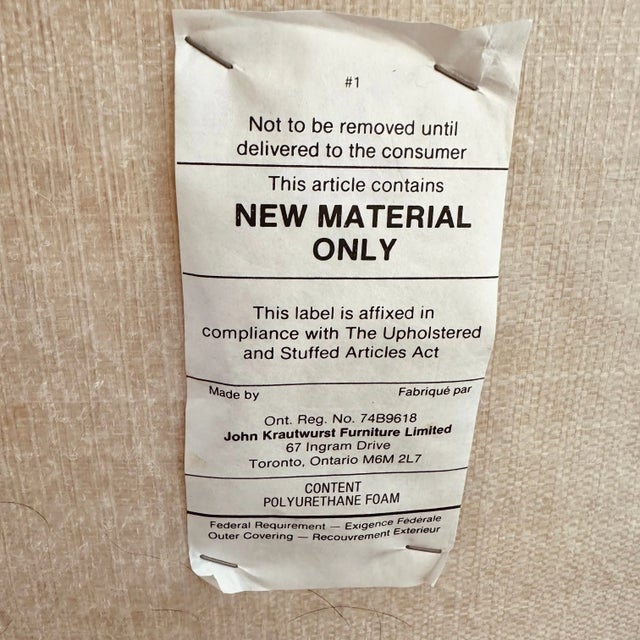 #1
Not to be removed until
delivered to the consumer
This article contains
NEW MATERIAL
ONLY
This label is affixed in
compliance with The Upholstered
and Stuffed Articles Act
Made by Fabriqué par
Ont. Reg. No. 74B9618
John Krautwurst Furniture Limited
67 Ingram Drive
Toronto, Ontario M6M 2L7
CONTENT
POLYURETHANE FOAM
Federal Requirement — Exigence Fédérale
Outer Covering — Recouvrement Exterieur